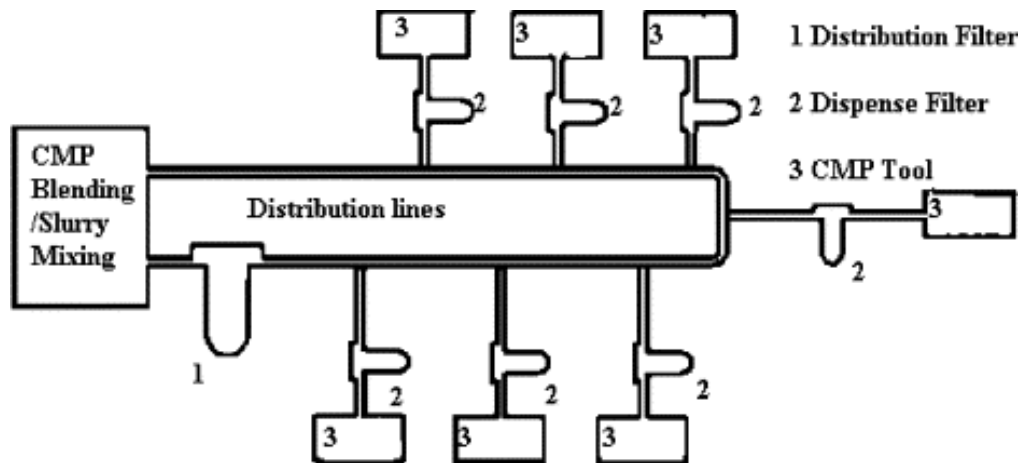 3 3 3 1 Distribution Filter
2 2 2 2 Dispense Filter
3 CMP Tool
CMP
Blending
/Slurry
Mixing
Distribution lines
3
2
1
2 2 2
3 3 3